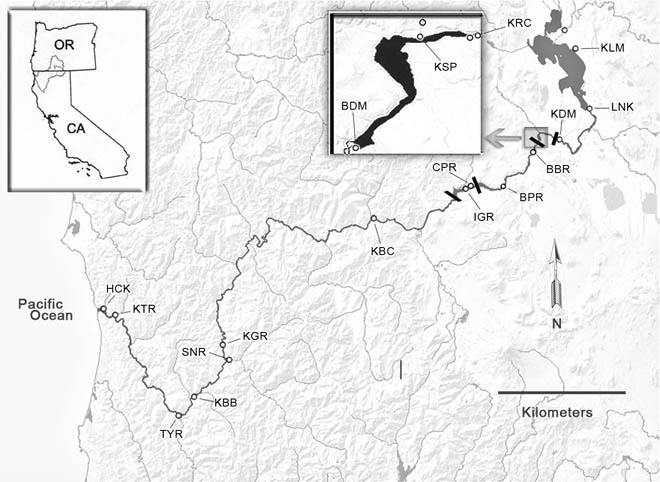 OR
CA
KRC
KSP
BDM
KLM
LNK
KDM
BBR
CPR
IGR
BPR
KBC
Pacific
Ocean
HCK
KTR
KGR
SNR
KBB
TYR
N
Kilometers